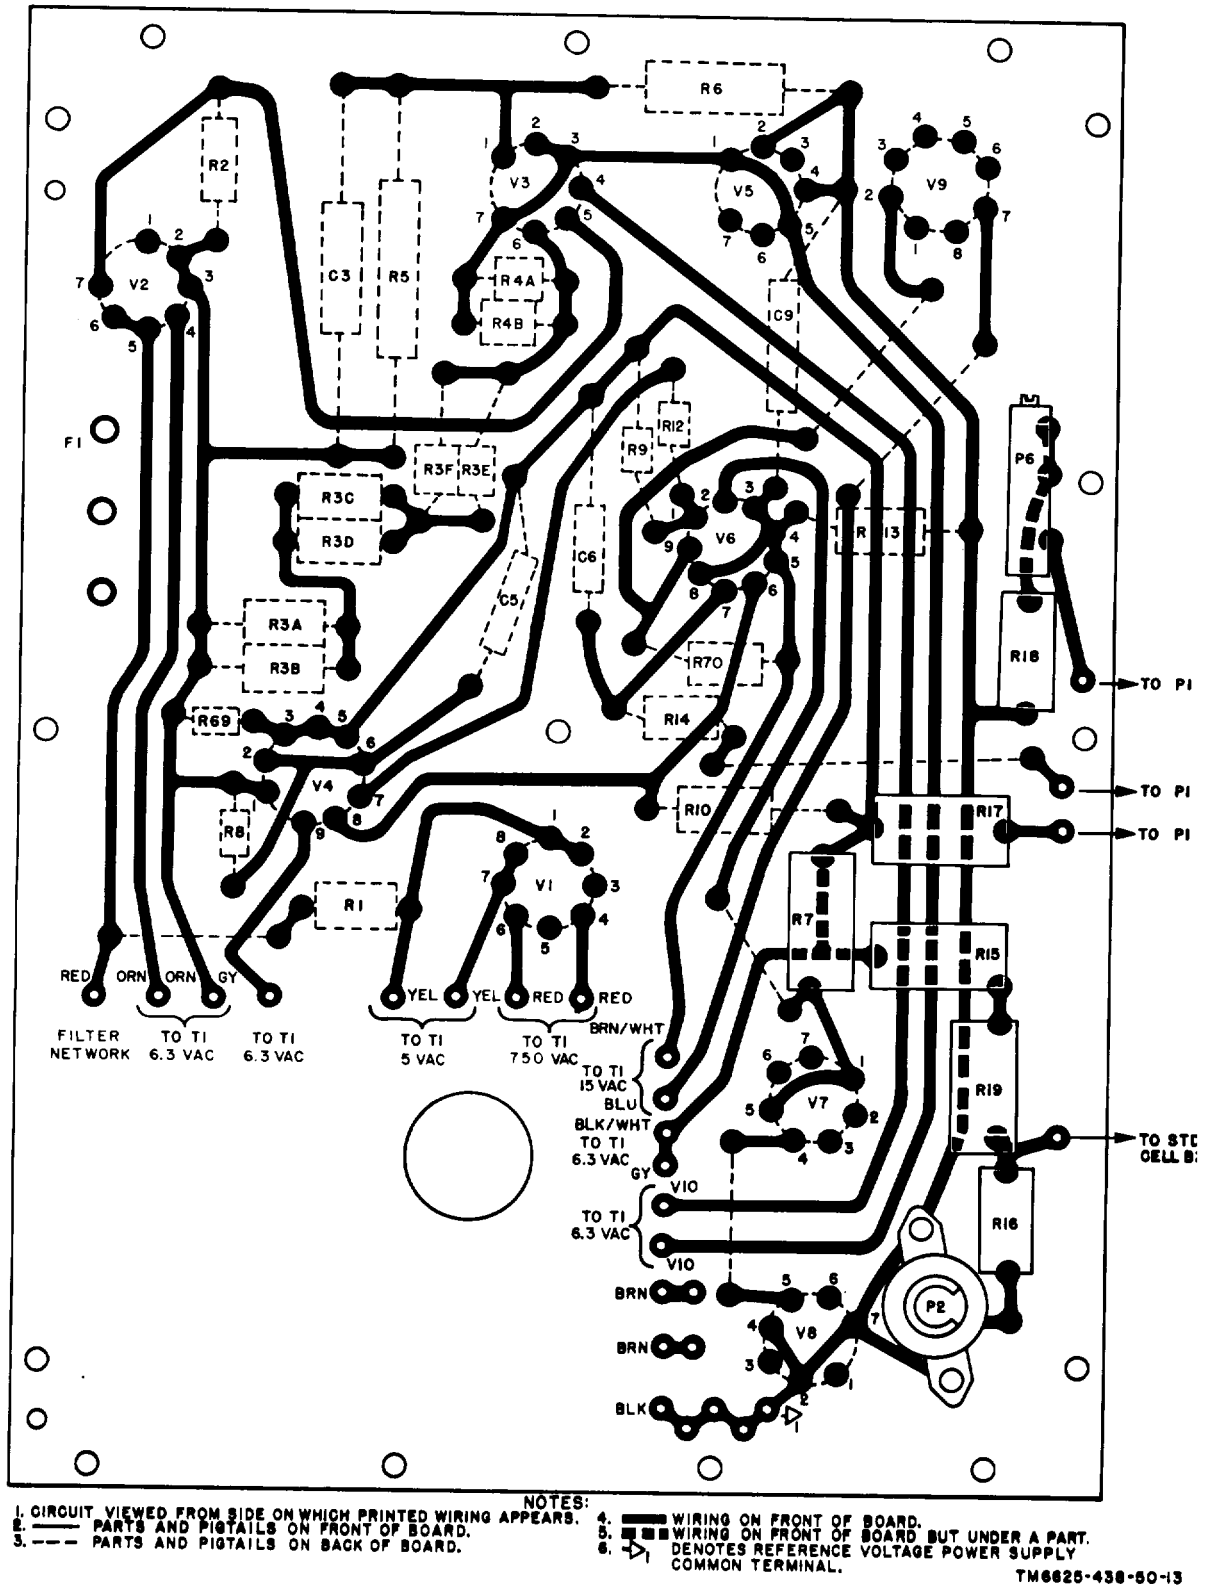 R6
R2
1
2
3
4
5
6
7
V2
C3
R5
1
2
3
4
5
6
7
V3
R4A
R4B
1
2
3
4
5
6
7
V5
1
2
3
4
5
6
7
8
V9
C9
F1
R3F
R3E
R3C
R3D
R3A
R3B
R69
R9
R12
C6
C5
2
3
4
5
6
7
8
9
V6
R 13
P6
R18
TO P1
R70
R14
1
2
3
4
5
6
7
8
9
V4
R8
R10
TO P1
R17
TO P1
R1
1
2
3
4
5
6
7
8
V1
R7
R15
RED
ORN
ORN
GY
YEL
YEL
RED
RED
FILTER
NETWORK
TO T1
6.3 VAC
TO T1
6.3 VAC
TO T1
5 VAC
TO T1
750 VAC
BRN/WHT
TO T1
15 VAC
BLU
BLK/WHT
TO T1
6.3 VAC
GY
V10
TO T1
6.3 VAC
V10
1
2
3
4
5
6
7
V7
R19
TO STD
CELL B
R16
P2
BRN
BRN
BLK
1
2
3
4
5
6
7
V8
1
NOTES:
1. CIRCUIT VIEWED FROM SIDE ON WHICH PRINTED WIRING APPEARS.
2. PARTS AND PIGTAILS ON FRONT OF BOARD.
3. PARTS AND PIGTAILS ON BACK OF BOARD.
4. WIRING ON FRONT OF BOARD.
5. WIRING ON FRONT OF BOARD BUT UNDER A PART.
6. 1 DENOTES REFERENCE VOLTAGE POWER SUPPLY
COMMON TERMINAL.
TM6625-438-50-13